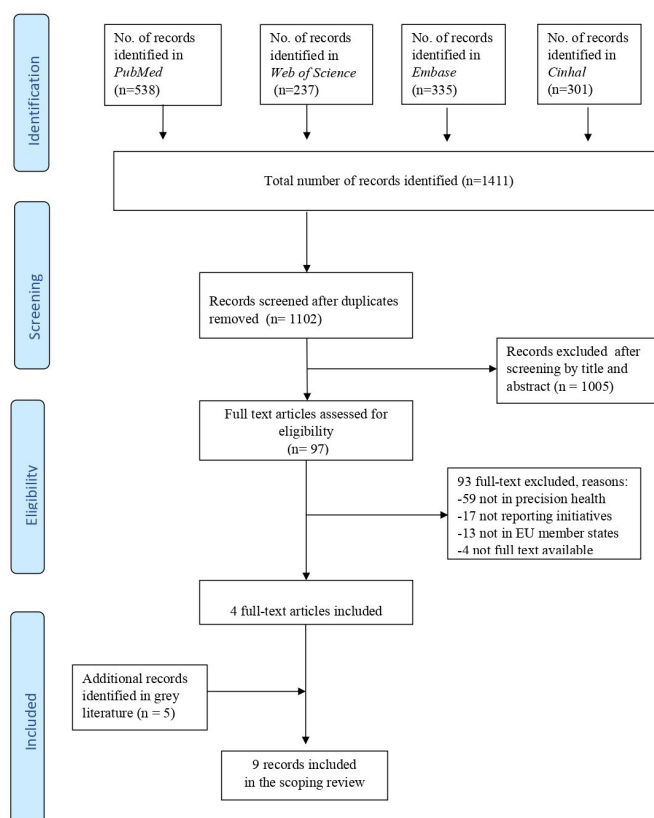 Identification
No. of records
identified in
PubMed
(n=538)
No. of records
identified in
Web of Science
(n=237)
No. of records
identified in
Embase
(n=335)
No. of records
identified in
Cinhal
(n=301)
Total number of records identified (n=1411)
Screening
Records screened after duplicates
removed (n= 1102)
Records excluded after
screening by title and
abstract (n = 1005)
Eligibility
Full text articles assessed for
eligibility
(n= 97)
93 full-text excluded, reasons:
-59 not in precision health
-17 not reporting initiatives
-13 not in EU member states
-4 not full text available
4 full-text articles included
Included
Additional records
identified in grey
literature (n = 5)
9 records included
in the scoping review